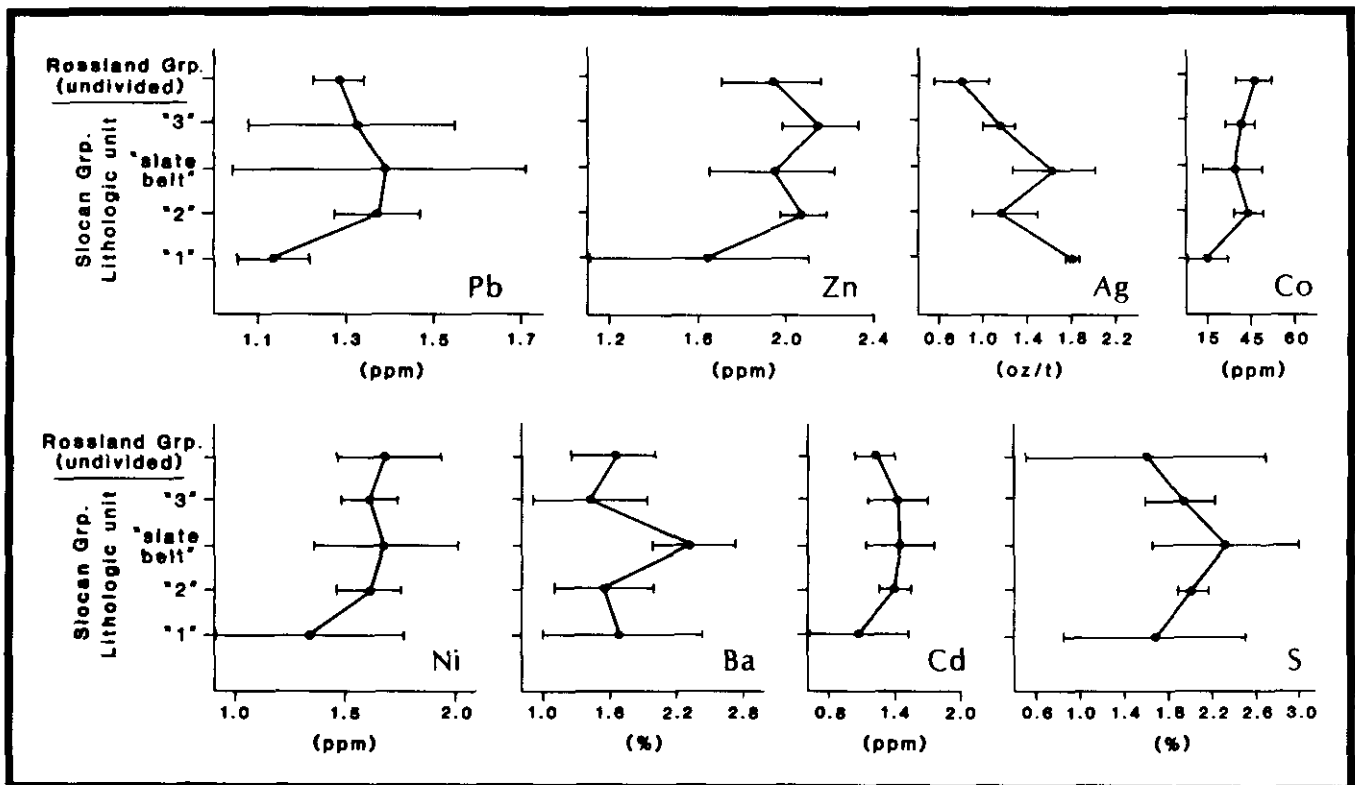 Rossland Grp.
(undivided)
Slocan Grp.
Lithologic unit
"3"
"slate
belt"
"2"
"1"
Pb
1.1 1.3 1.5 1.7
(ppm)
Zn
1.6 2.0 2.4
(ppm)
Ag
0.6 1.0 1.4 1.8 2.2
(oz/t)
Co
15 45 60
(ppm)
Rossland Grp.
(undivided)
Slocan Grp.
Lithologic unit
"3"
"slate
belt"
"2"
"1"
Ni
1.0 1.5 2.0
(ppm)
Ba
1.0 1.6 2.2 2.8
(%)
Cd
0.8 1.4 2.0
(ppm)
S
0.6 1.0 1.4 1.8 2.2 2.6 3.0
(%)